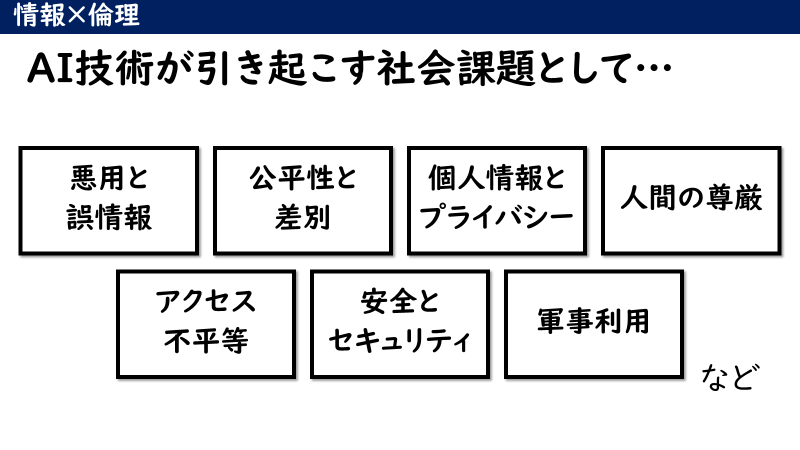 情報×倫理
AI技術が引き起こす社会課題として…
悪用と
誤情報
公平性と
差別
個人情報と
プライバシー
人間の尊厳
アクセス
不平等
安全と
セキュリティ
軍事利用
など